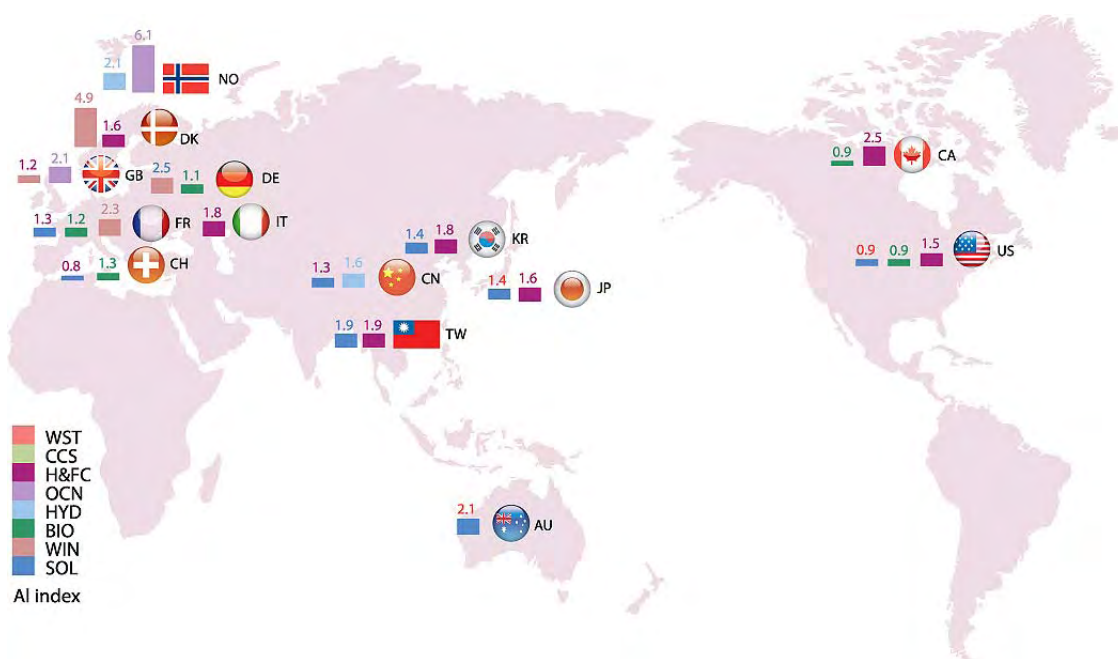 6.1
2.1
NO
4.9
1.6
DK
1.2
2.1
GB
2.5
1.1
DE
1.3
1.2
2.3
FR
1.8
IT
0.8
1.3
CH
1.4
1.8
KR
1.3
1.6
CN
1.4
1.6
JP
1.9
1.9
TW
2.1
AU
0.9
2.5
CA
0.9
0.9
1.5
US
WST
CCS
H&FC
OCN
HYD
BIO
WIN
SOL
AI index